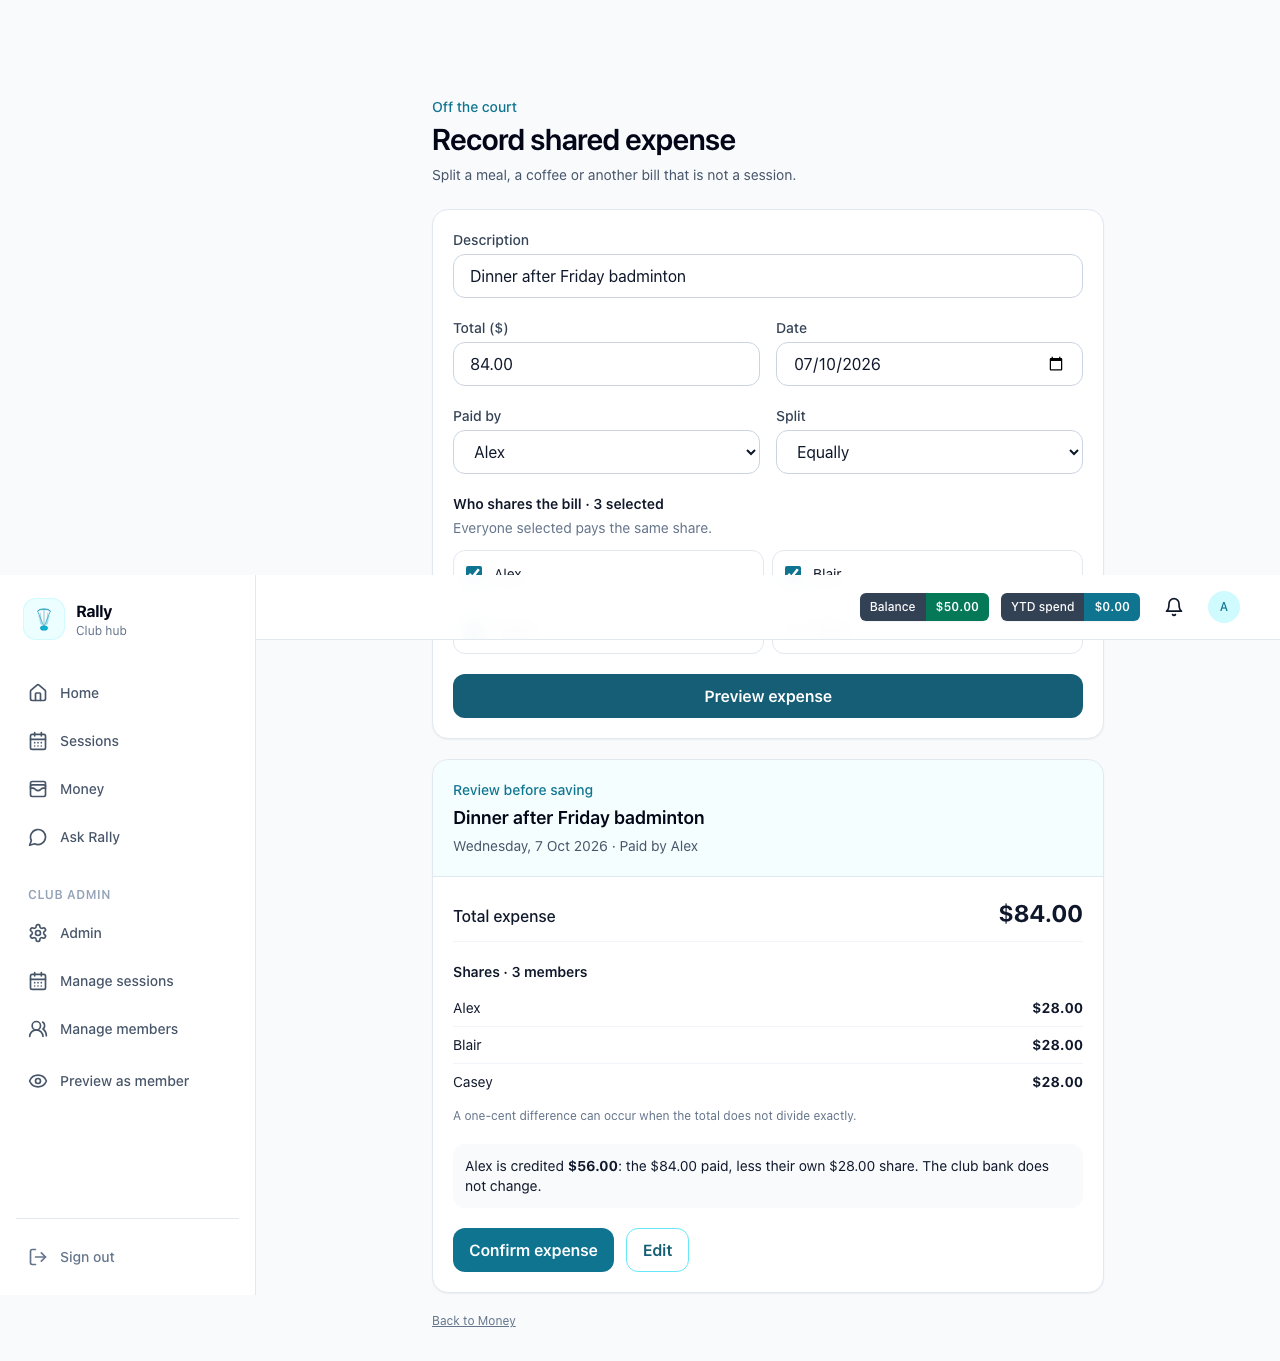 Off the court
Record shared expense
Split a meal, a coffee or another bill that is not a session.
Description
Dinner after Friday badminton
Total ($)
Date
84.00
07/10/2026
Paid by
Split
Alex
Equally
Who shares the bill · 3 selected
Everyone selected pays the same share.
Alex
Blair
Rally
Club hub
Balance
$50.00
YTD spend
$0.00
A
Home
Sessions
Money
Ask Rally
CLUB ADMIN
Admin
Manage sessions
Manage members
Preview as member
Sign out
Preview expense
Review before saving
Dinner after Friday badminton
Wednesday, 7 Oct 2026 · Paid by Alex
Total expense
$84.00
Shares · 3 members
Alex
$28.00
Blair
$28.00
Casey
$28.00
A one-cent difference can occur when the total does not divide exactly.
Alex is credited $56.00: the $84.00 paid, less their own $28.00 share. The club bank does
not change.
Confirm expense
Edit
Back to Money